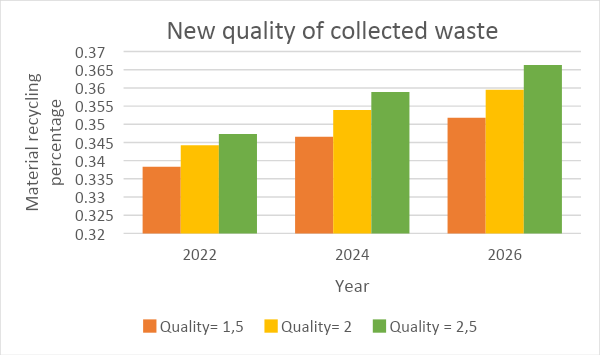 New quality of collected waste
Material recycling
percentage
0.37
0.365
0.36
0.355
0.35
0.345
0.34
0.335
0.33
0.325
0.32
2022 2024 2026
Year
Quality= 1,5 Quality= 2 Quality = 2,5